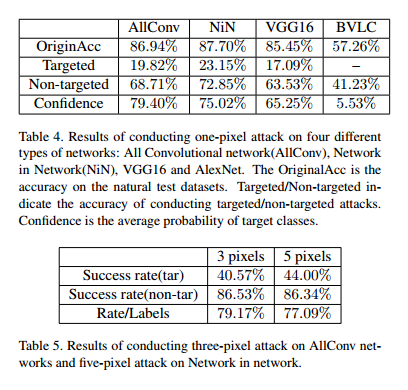 AllConv NiN VGG16 BVLC
OriginAcc 86.94% 87.70% 85.45% 57.26%
Targeted 19.82% 23.15% 17.09% –
Non-targeted 68.71% 72.85% 63.53% 41.23%
Confidence 79.40% 75.02% 65.25% 5.53%
Table 4. Results of conducting one-pixel attack on four different
types of networks: All Convolutional network(AllConv), Network
in Network(NiN), VGG16 and AlexNet. The OriginalAcc is the
accuracy on the natural test datasets. Targeted/Non-targeted in-
dicate the accuracy of conducting targeted/non-targeted attacks.
Confidence is the average probability of target classes.
3 pixels 5 pixels
Success rate(tar) 40.57% 44.00%
Success rate(non-tar) 86.53% 86.34%
Rate/Labels 79.17% 77.09%
Table 5. Results of conducting three-pixel attack on AllConv net-
works and five-pixel attack on Network in network.